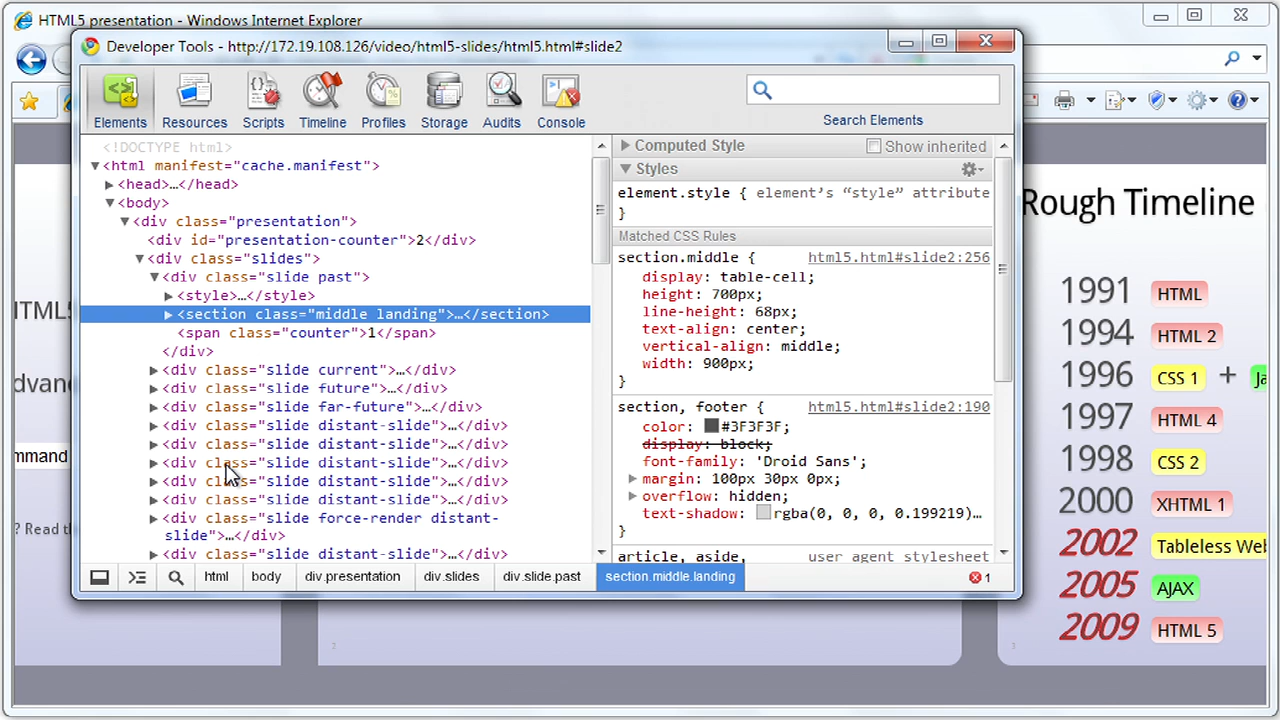 HTML5 presentation - Windows Internet Explorer
Developer Tools - http://172.19.108.126/video/html5-slides/html5.html#slide2
Elements
Resources
Scripts
Timeline
Profiles
Storage
Audits
Console
Search Elements
<!DOCTYPE html>
<html manifest="cache.manifest">
<head>…</head>
<body>
<div class="presentation">
<div id="presentation-counter">2</div>
<div class="slides">
<div class="slide past">
<style>…</style>
<section class="middle landing">…</section>
<span class="counter">1</span>
</div>
<div class="slide current">…</div>
<div class="slide future">…</div>
<div class="slide far-future">…</div>
<div class="slide distant-slide">…</div>
<div class="slide distant-slide">…</div>
<div class="slide distant-slide">…</div>
<div class="slide distant-slide">…</div>
<div class="slide distant-slide">…</div>
<div class="slide force-render distant-
slide">…</div>
<div class="slide distant-slide">…</div>
Computed Style
Show inherited
Styles
element.style { element's “style” attribute
}
Matched CSS Rules
section.middle { html5.html#slide2:256
display: table-cell;
height: 700px;
line-height: 68px;
text-align: center;
vertical-align: middle;
width: 900px;
}
section, footer { html5.html#slide2:190
color: #3F3F3F;
display: block;
font-family: 'Droid Sans';
margin: 100px 30px 0px;
overflow: hidden;
text-shadow: rgba(0, 0, 0, 0.199219)…
}
article, aside, user agent stylesheet
html
body
div.presentation
div.slides
div.slide.past
section.middle.landing
1
HTML
dvanc
mmand
? Read th
2
Rough Timeline
1991 HTML
1994 HTML 2
1996 CSS 1 + Ja
1997 HTML 4
1998 CSS 2
2000 XHTML 1
2002 Tableless Web
2005 AJAX
2009 HTML 5
3